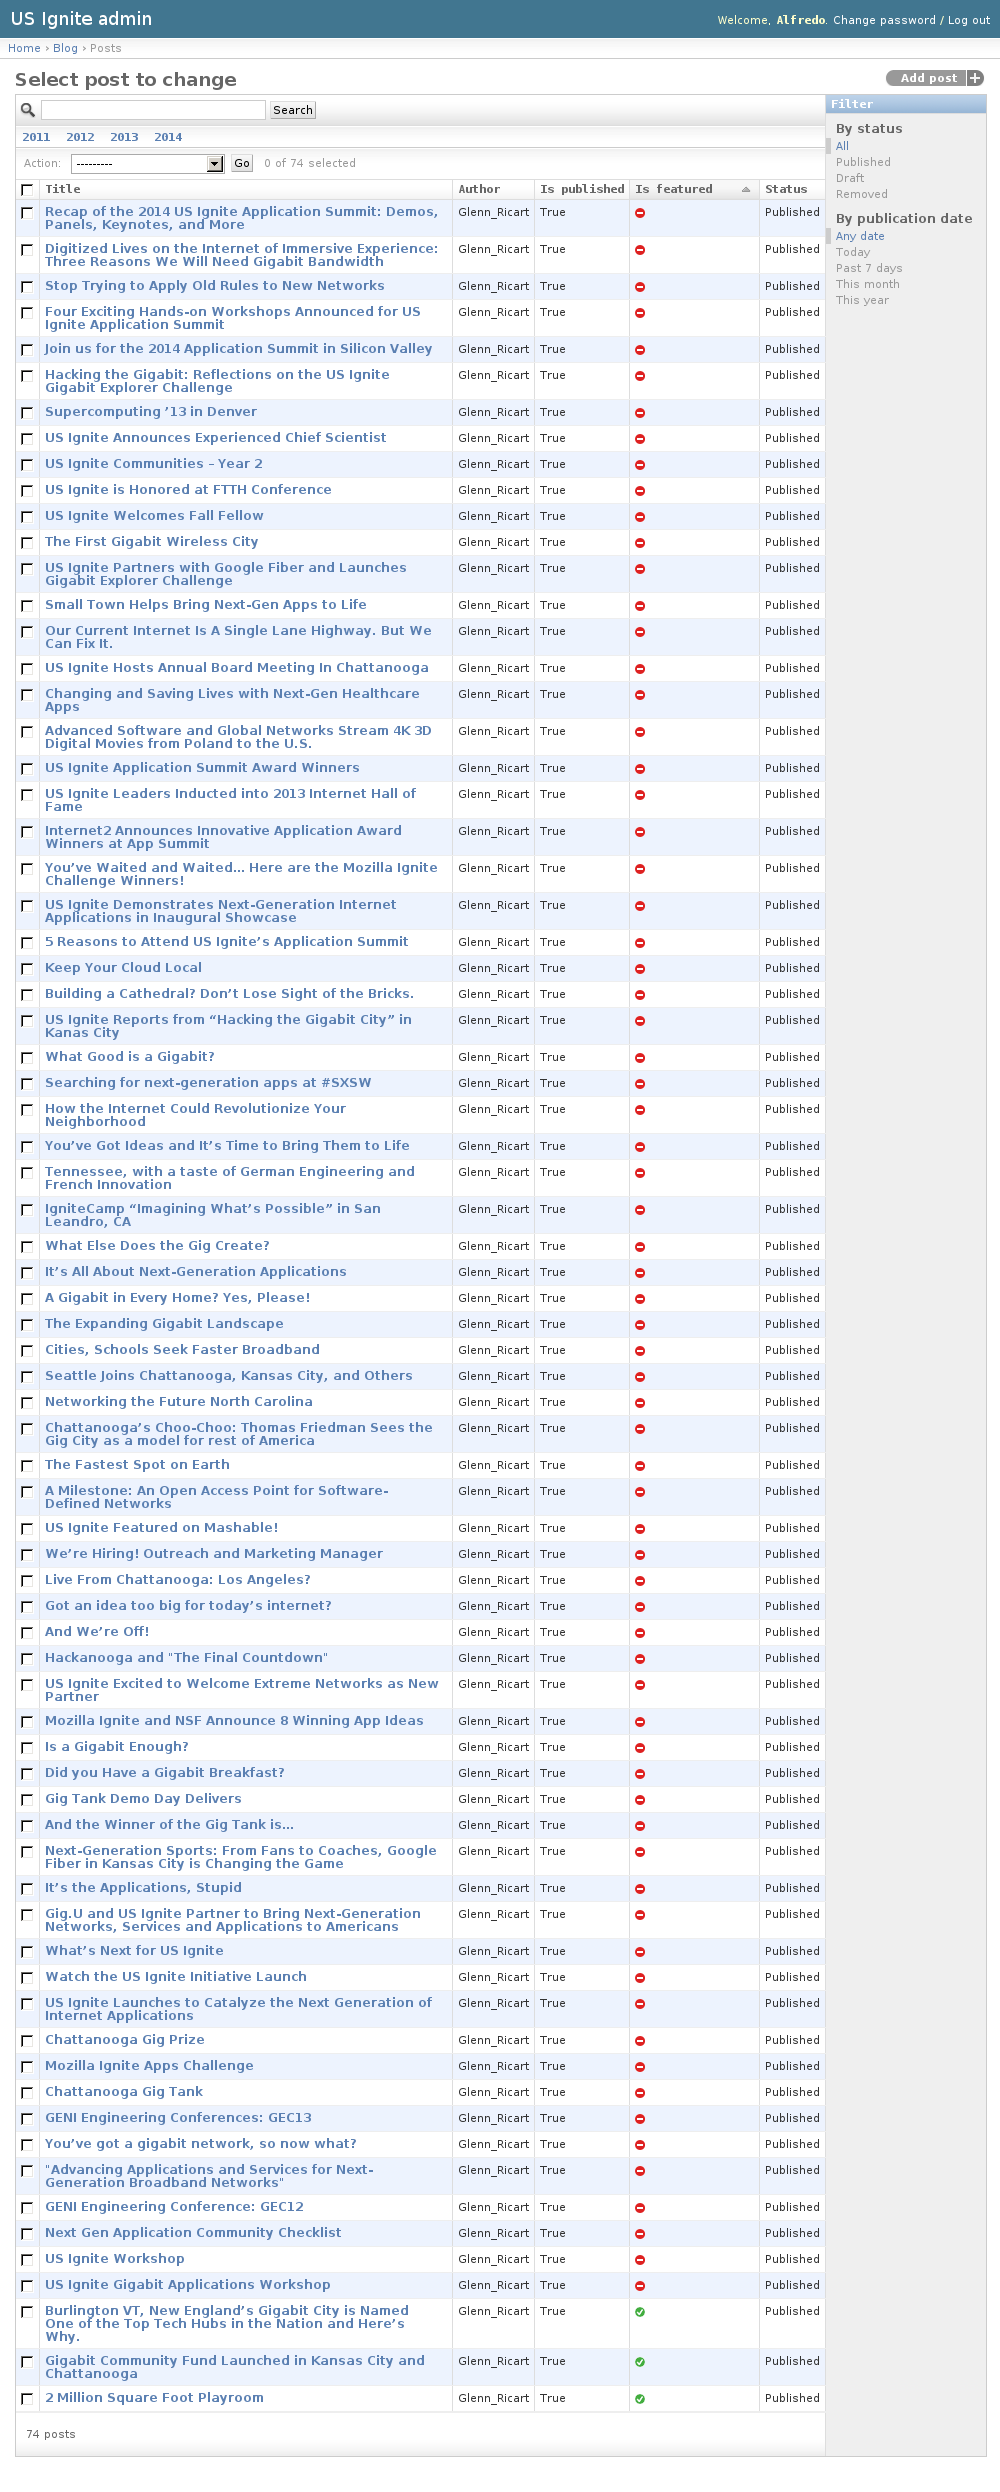 US Ignite admin
Welcome, Alfredo. Change password / Log out
Home › Blog › Posts
Select post to change
Add post
Search
2011 2012 2013 2014
Action: --------- Go 0 of 74 selected
Title Author Is published Is featured Status
Recap of the 2014 US Ignite Application Summit: Demos, Glenn_Ricart True Published
Panels, Keynotes, and More
Digitized Lives on the Internet of Immersive Experience: Glenn_Ricart True Published
Three Reasons We Will Need Gigabit Bandwidth
Stop Trying to Apply Old Rules to New Networks Glenn_Ricart True Published
Four Exciting Hands-on Workshops Announced for US Glenn_Ricart True Published
Ignite Application Summit
Join us for the 2014 Application Summit in Silicon Valley Glenn_Ricart True Published
Hacking the Gigabit: Reflections on the US Ignite Glenn_Ricart True Published
Gigabit Explorer Challenge
Supercomputing ’13 in Denver Glenn_Ricart True Published
US Ignite Announces Experienced Chief Scientist Glenn_Ricart True Published
US Ignite Communities – Year 2 Glenn_Ricart True Published
US Ignite is Honored at FTTH Conference Glenn_Ricart True Published
US Ignite Welcomes Fall Fellow Glenn_Ricart True Published
The First Gigabit Wireless City Glenn_Ricart True Published
US Ignite Partners with Google Fiber and Launches Glenn_Ricart True Published
Gigabit Explorer Challenge
Small Town Helps Bring Next-Gen Apps to Life Glenn_Ricart True Published
Our Current Internet Is A Single Lane Highway. But We Glenn_Ricart True Published
Can Fix It.
US Ignite Hosts Annual Board Meeting In Chattanooga Glenn_Ricart True Published
Changing and Saving Lives with Next-Gen Healthcare Glenn_Ricart True Published
Apps
Advanced Software and Global Networks Stream 4K 3D Glenn_Ricart True Published
Digital Movies from Poland to the U.S.
US Ignite Application Summit Award Winners Glenn_Ricart True Published
US Ignite Leaders Inducted into 2013 Internet Hall of Glenn_Ricart True Published
Fame
Internet2 Announces Innovative Application Award Glenn_Ricart True Published
Winners at App Summit
You’ve Waited and Waited… Here are the Mozilla Ignite Glenn_Ricart True Published
Challenge Winners!
US Ignite Demonstrates Next-Generation Internet Glenn_Ricart True Published
Applications in Inaugural Showcase
5 Reasons to Attend US Ignite’s Application Summit Glenn_Ricart True Published
Keep Your Cloud Local Glenn_Ricart True Published
Building a Cathedral? Don’t Lose Sight of the Bricks. Glenn_Ricart True Published
US Ignite Reports from “Hacking the Gigabit City” in Glenn_Ricart True Published
Kanas City
What Good is a Gigabit? Glenn_Ricart True Published
Searching for next-generation apps at #SXSW Glenn_Ricart True Published
How the Internet Could Revolutionize Your Glenn_Ricart True Published
Neighborhood
You’ve Got Ideas and It’s Time to Bring Them to Life Glenn_Ricart True Published
Tennessee, with a taste of German Engineering and Glenn_Ricart True Published
French Innovation
IgniteCamp “Imagining What’s Possible” in San Glenn_Ricart True Published
Leandro, CA
What Else Does the Gig Create? Glenn_Ricart True Published
It’s All About Next-Generation Applications Glenn_Ricart True Published
A Gigabit in Every Home? Yes, Please! Glenn_Ricart True Published
The Expanding Gigabit Landscape Glenn_Ricart True Published
Cities, Schools Seek Faster Broadband Glenn_Ricart True Published
Seattle Joins Chattanooga, Kansas City, and Others Glenn_Ricart True Published
Networking the Future North Carolina Glenn_Ricart True Published
Chattanooga’s Choo-Choo: Thomas Friedman Sees the Glenn_Ricart True Published
Gig City as a model for rest of America
The Fastest Spot on Earth Glenn_Ricart True Published
A Milestone: An Open Access Point for Software- Glenn_Ricart True Published
Defined Networks
US Ignite Featured on Mashable! Glenn_Ricart True Published
We’re Hiring! Outreach and Marketing Manager Glenn_Ricart True Published
Live From Chattanooga: Los Angeles? Glenn_Ricart True Published
Got an idea too big for today’s internet? Glenn_Ricart True Published
And We’re Off! Glenn_Ricart True Published
Hackanooga and "The Final Countdown" Glenn_Ricart True Published
US Ignite Excited to Welcome Extreme Networks as New Glenn_Ricart True Published
Partner
Mozilla Ignite and NSF Announce 8 Winning App Ideas Glenn_Ricart True Published
Is a Gigabit Enough? Glenn_Ricart True Published
Did you Have a Gigabit Breakfast? Glenn_Ricart True Published
Gig Tank Demo Day Delivers Glenn_Ricart True Published
And the Winner of the Gig Tank is… Glenn_Ricart True Published
Next-Generation Sports: From Fans to Coaches, Google Glenn_Ricart True Published
Fiber in Kansas City is Changing the Game
It’s the Applications, Stupid Glenn_Ricart True Published
Gig.U and US Ignite Partner to Bring Next-Generation Glenn_Ricart True Published
Networks, Services and Applications to Americans
What’s Next for US Ignite Glenn_Ricart True Published
Watch the US Ignite Initiative Launch Glenn_Ricart True Published
US Ignite Launches to Catalyze the Next Generation of Glenn_Ricart True Published
Internet Applications
Chattanooga Gig Prize Glenn_Ricart True Published
Mozilla Ignite Apps Challenge Glenn_Ricart True Published
Chattanooga Gig Tank Glenn_Ricart True Published
GENI Engineering Conferences: GEC13 Glenn_Ricart True Published
You’ve got a gigabit network, so now what? Glenn_Ricart True Published
"Advancing Applications and Services for Next- Glenn_Ricart True Published
Generation Broadband Networks"
GENI Engineering Conference: GEC12 Glenn_Ricart True Published
Next Gen Application Community Checklist Glenn_Ricart True Published
US Ignite Workshop Glenn_Ricart True Published
US Ignite Gigabit Applications Workshop Glenn_Ricart True Published
Burlington VT, New England’s Gigabit City is Named Glenn_Ricart True Published
One of the Top Tech Hubs in the Nation and Here’s
Why.
Gigabit Community Fund Launched in Kansas City and Glenn_Ricart True Published
Chattanooga
2 Million Square Foot Playroom Glenn_Ricart True Published
74 posts
Filter
By status
All
Published
Draft
Removed
By publication date
Any date
Today
Past 7 days
This month
This year